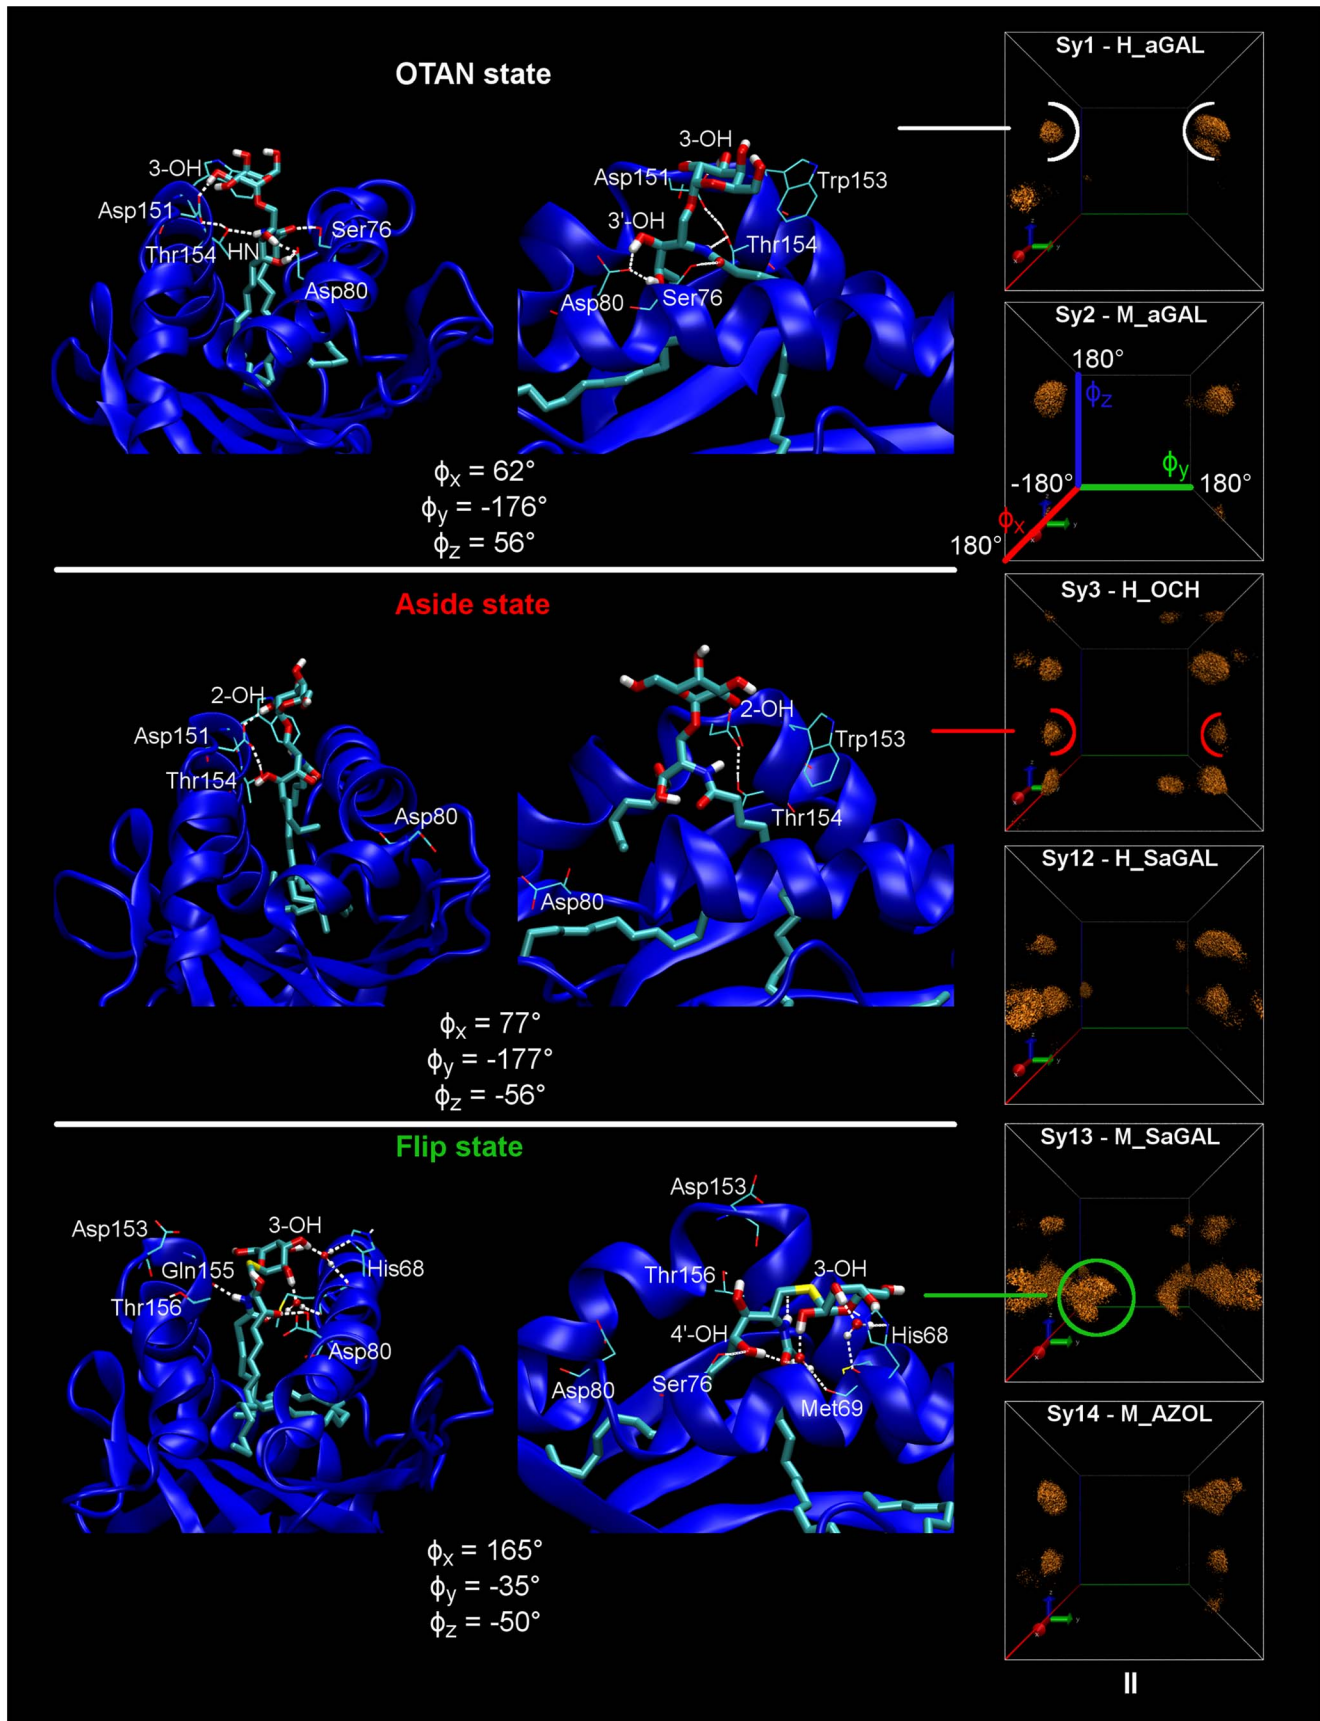 OTAN state
3-OH
Asp151
Thr154
HN
Ser76
Asp80
3-OH
Asp151
Trp153
3'-OH
Thr154
Asp80
Ser76
ϕx = 62°
ϕy = -176°
ϕz = 56°
Aside state
2-OH
Asp151
Thr154
Asp80
2-OH
Trp153
Thr154
Asp80
ϕx = 77°
ϕy = -177°
ϕz = -56°
Flip state
Asp153
3-OH
Gln155
His68
Thr156
Asp80
Asp153
Thr156
3-OH
4'-OH
His68
Ser76
Asp80
Met69
ϕx = 165°
ϕy = -35°
ϕz = -50°
Sy1 - H_aGAL
Sy2 - M_aGAL
180°
ϕz
ϕy
-180°
180°
ϕx
180°
Sy3 - H_OCH
Sy12 - H_SaGAL
Sy13 - M_SaGAL
Sy14 - M_AZOL
II